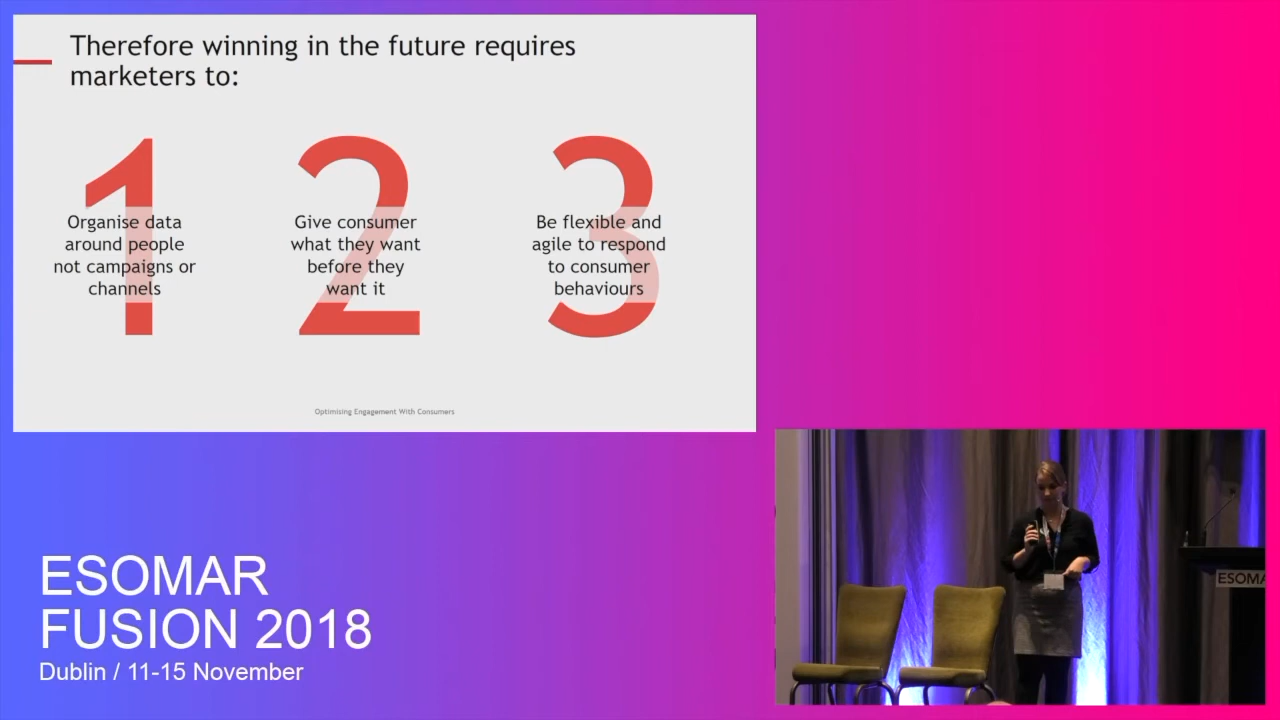 Therefore winning in the future requires
marketers to:
1
Organise data
around people
not campaigns or
channels
2
Give consumer
what they want
before they
want it
3
Be flexible and
agile to respond
to consumer
behaviours
Optimising Engagement With Consumers
ESOMAR
FUSION 2018
Dublin / 11-15 November
ESOMA